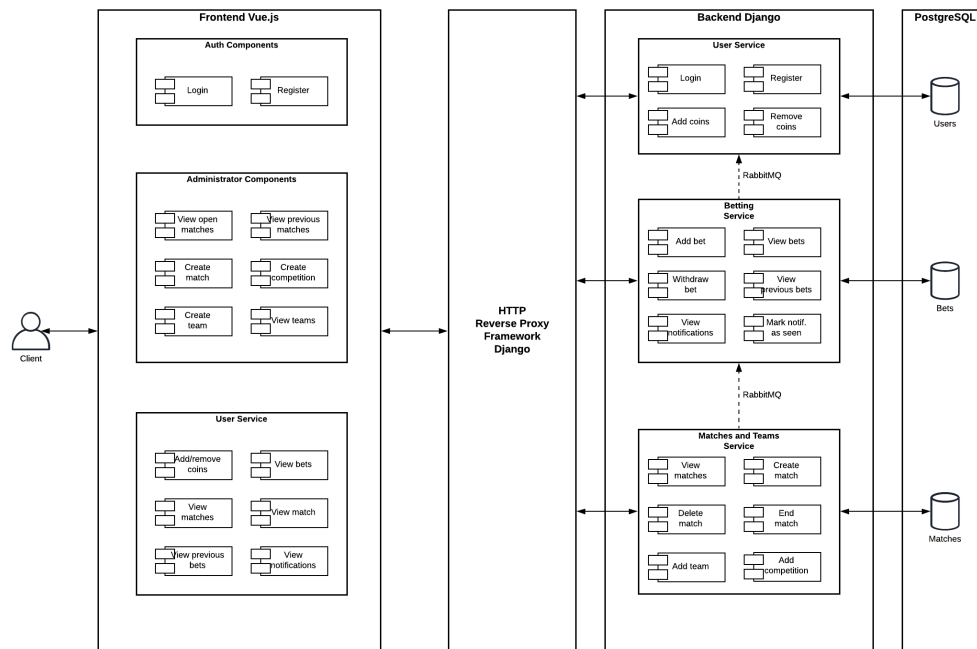 Frontend Vue.js
Auth Components
Login
Register
Administrator Components
View open
matches
View previous
matches
Create
match
Create
competition
Create
team
View teams
User Service
Add/remove
coins
View bets
View
matches
View match
View previous
bets
View
notifications
Client
HTTP
Reverse Proxy
Framework
Django
Backend Django
User Service
Login
Register
Add coins
Remove
coins
RabbitMQ
Betting
Service
Add bet
View bets
Withdraw
bet
View
previous bets
View
notifications
Mark notif.
as seen
RabbitMQ
Matches and Teams
Service
View
matches
Create
match
Delete
match
End
match
Add team
Add
competition
PostgreSQL
Users
Bets
Matches